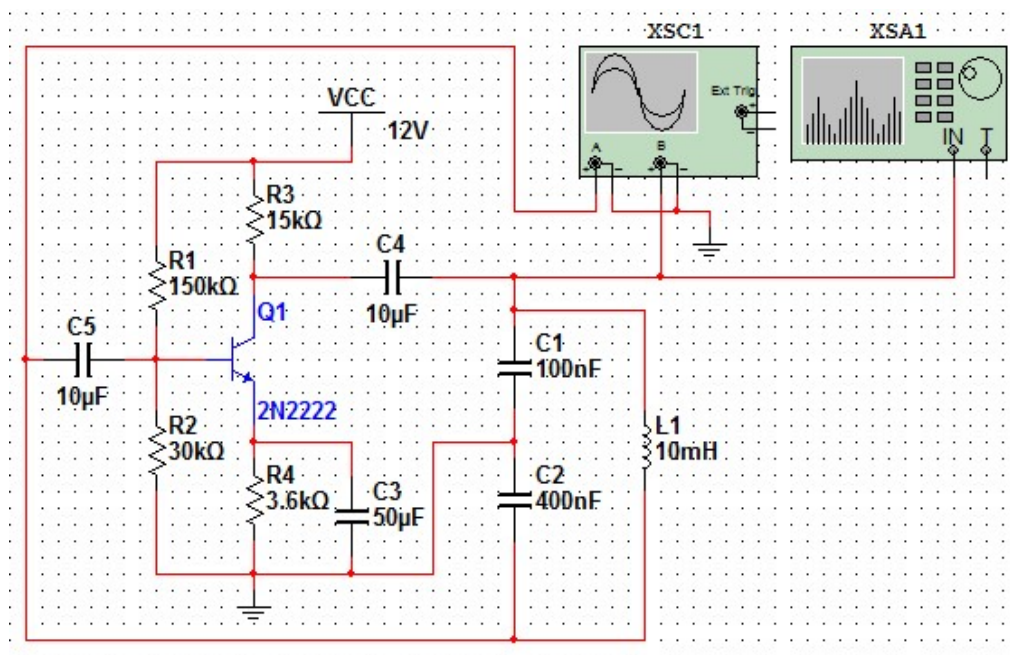 XSC1
XSA1
Ext Trig
+
−
A
B
+ −
+ −
IN T
VCC
12V
R3
15kΩ
C4
10µF
R1
150kΩ
Q1
C5
10µF
2N2222
C1
100nF
R2
30kΩ
L1
10mH
R4
3.6kΩ
C3
50µF
C2
400nF